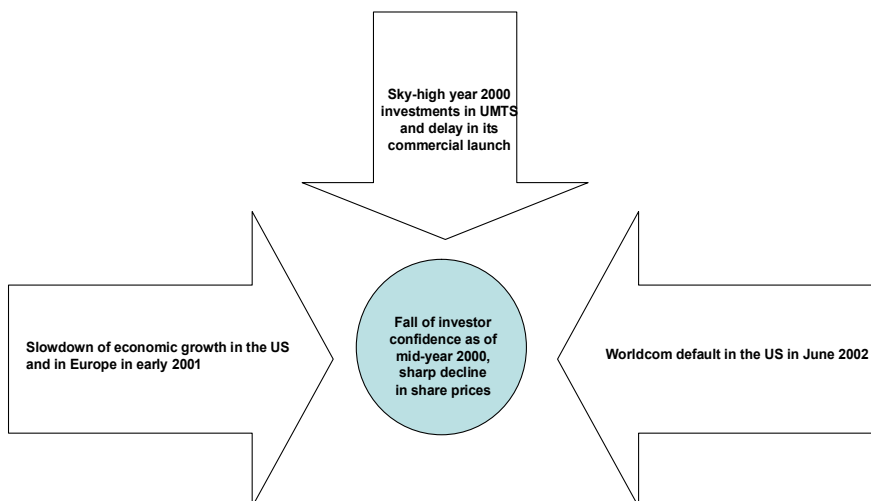 Sky-high year 2000
investments in UMTS
and delay in its
commercial launch
Slowdown of economic growth in the US
and in Europe in early 2001
Fall of investor
confidence as of
mid-year 2000,
sharp decline
in share prices
Worldcom default in the US in June 2002